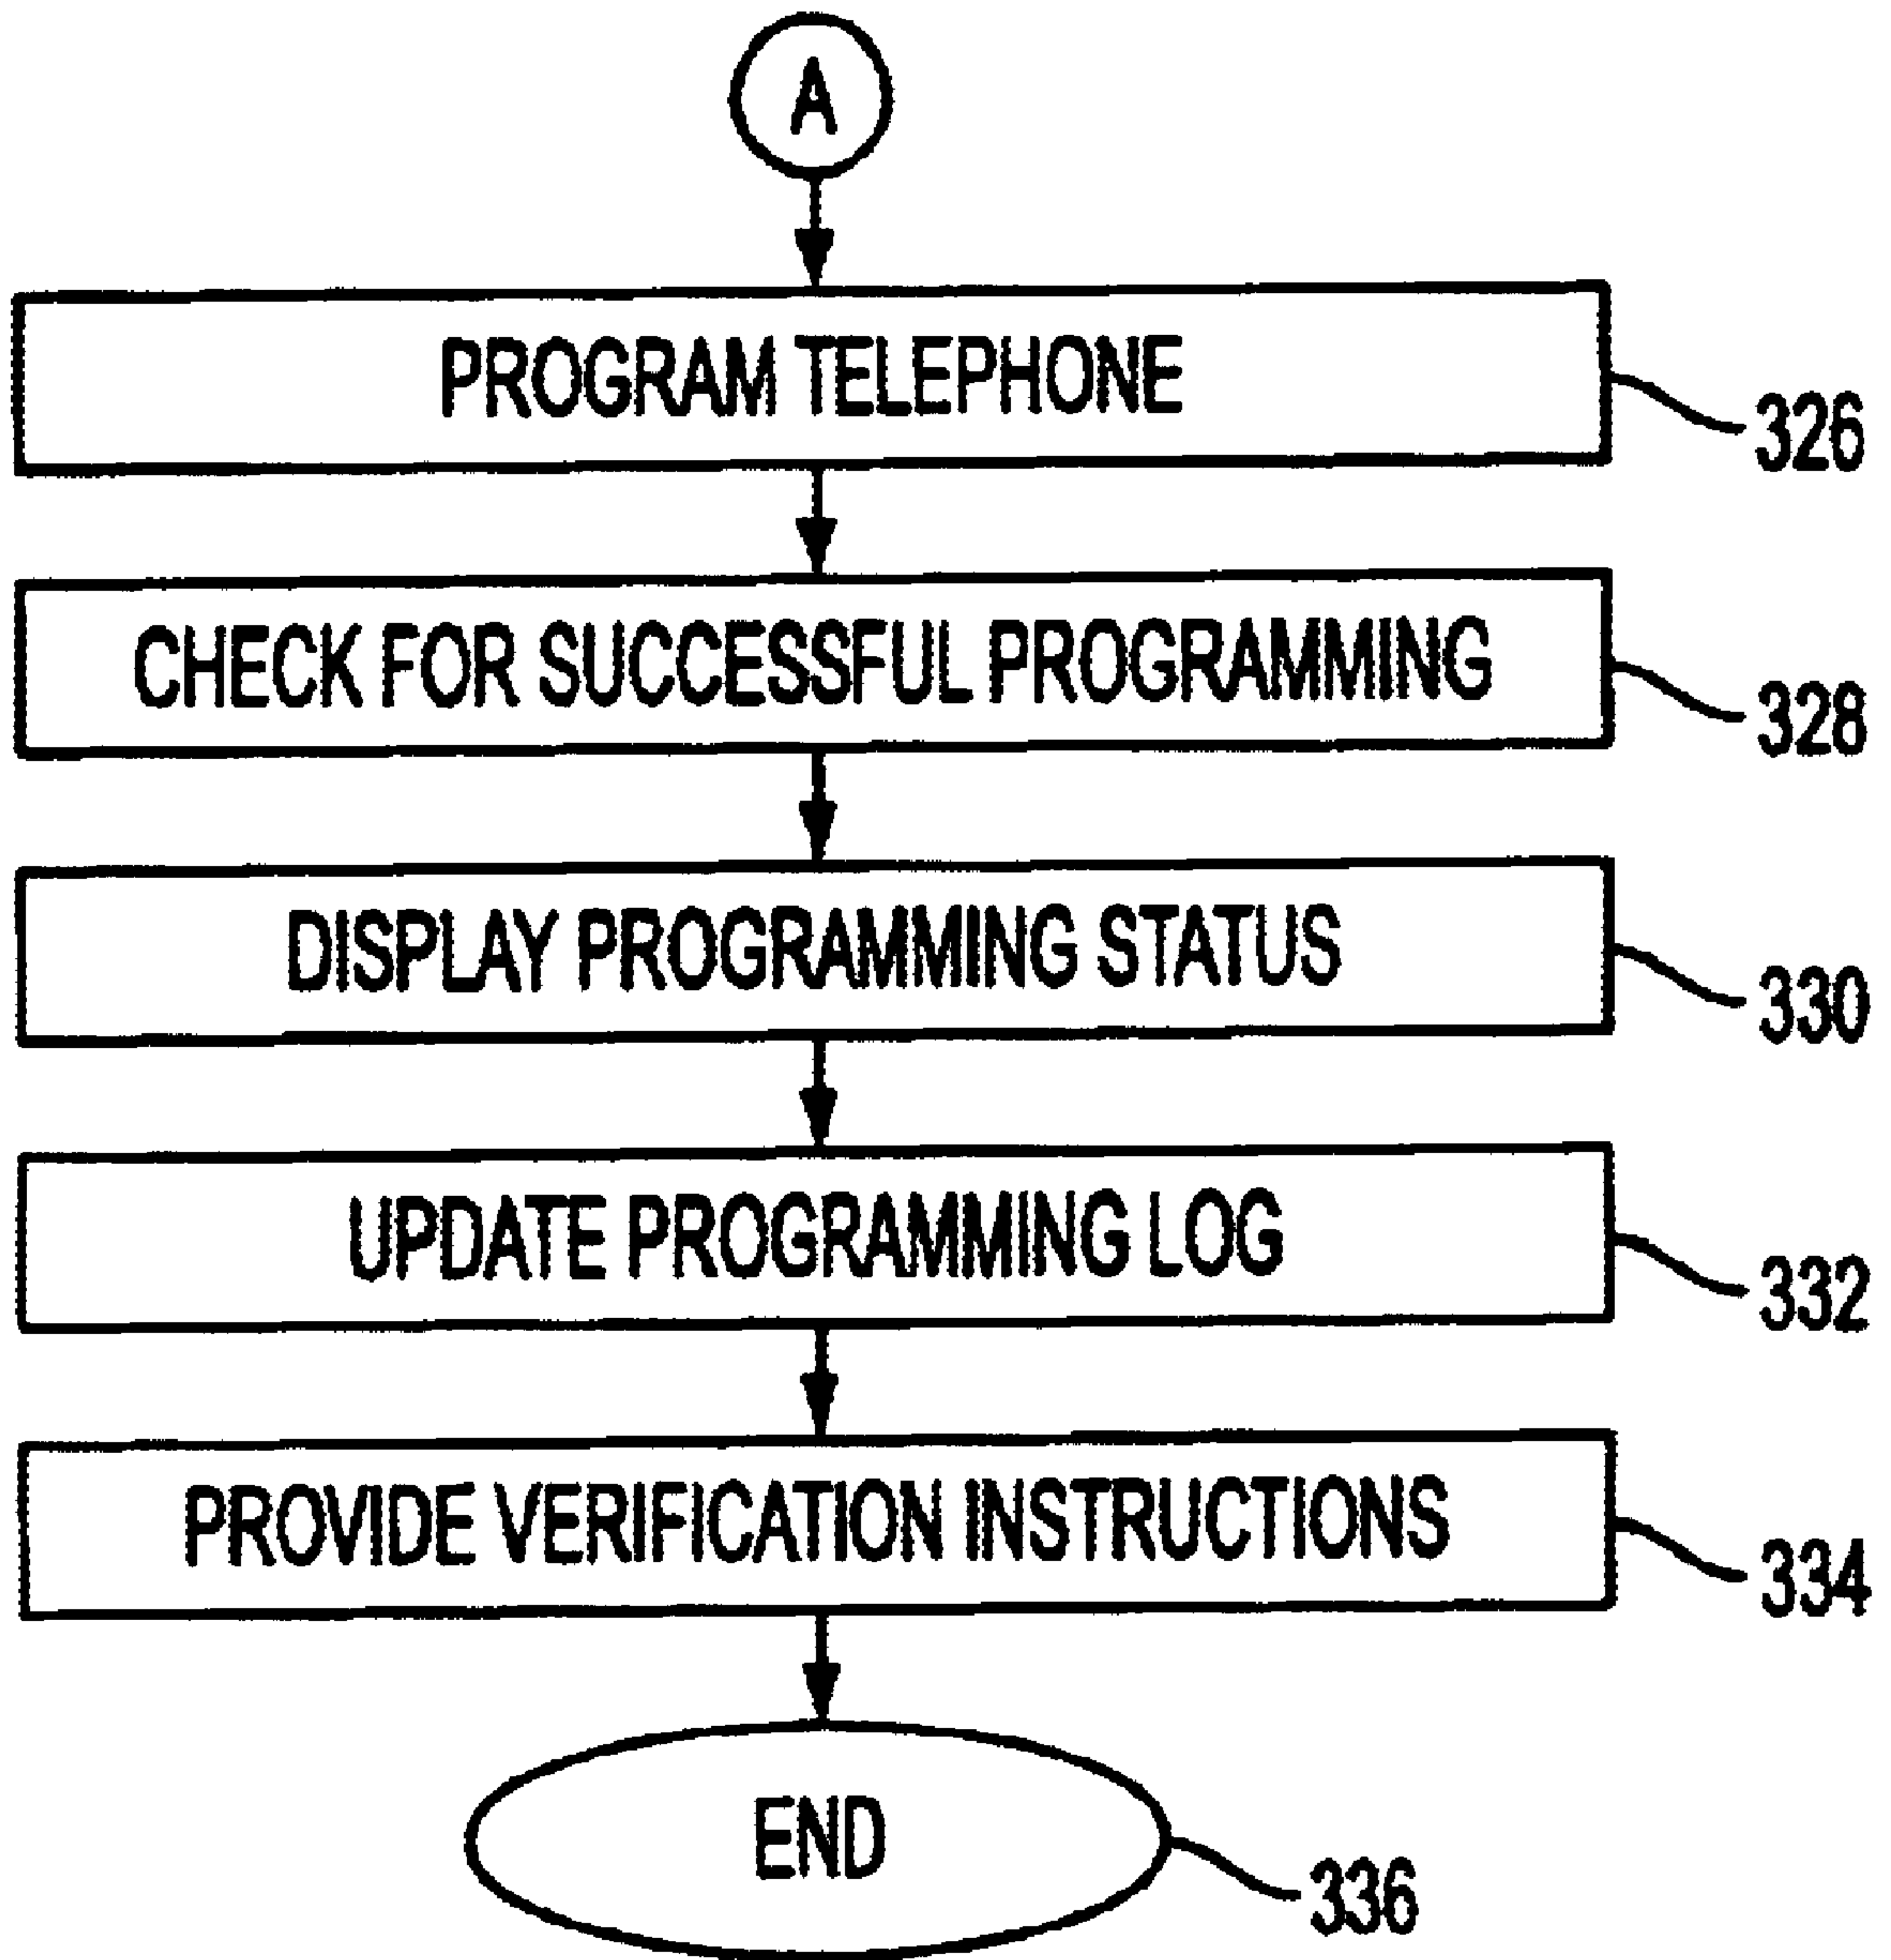 A
PROGRAM TELEPHONE
326
CHECK FOR SUCCESSFUL PROGRAMMING
328
DISPLAY PROGRAMMING STATUS
330
UPDATE PROGRAMMING LOG
332
PROVIDE VERIFICATION INSTRUCTIONS
334
END
336